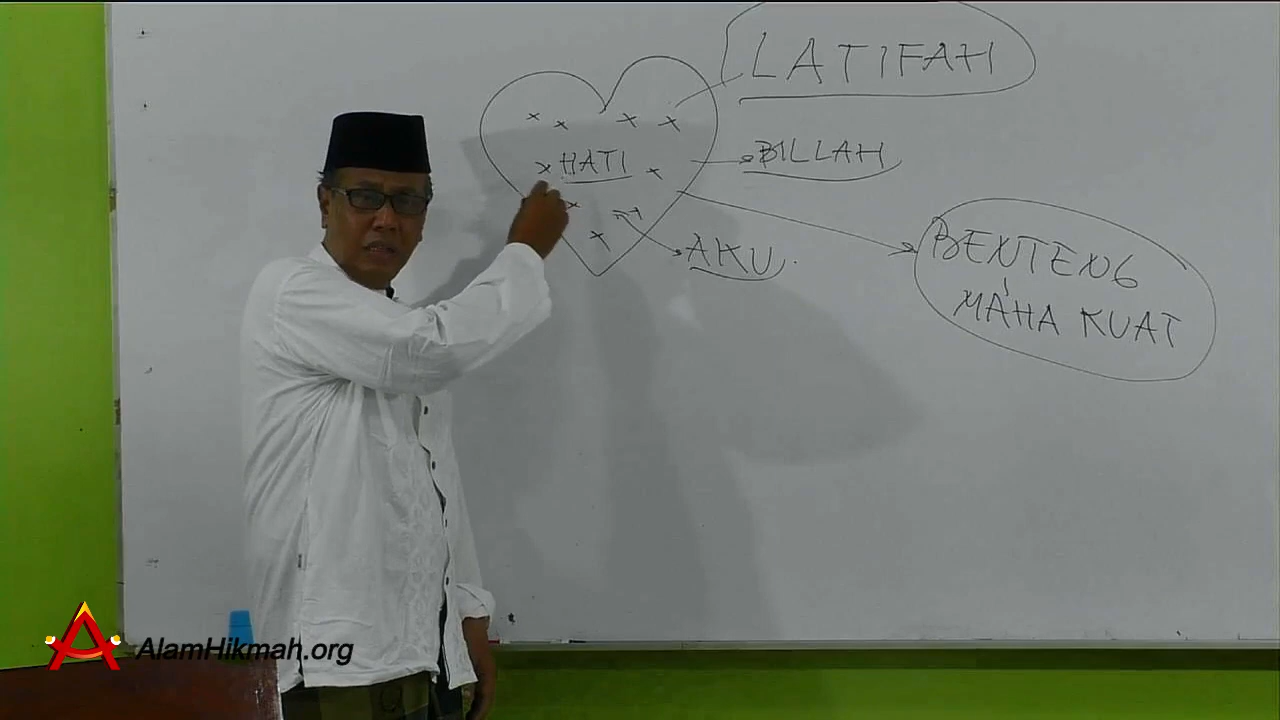 LATIFAH
HATI
BILLAH
AKU.
BENTENG
MAHA KUAT
AlamHikmah.org